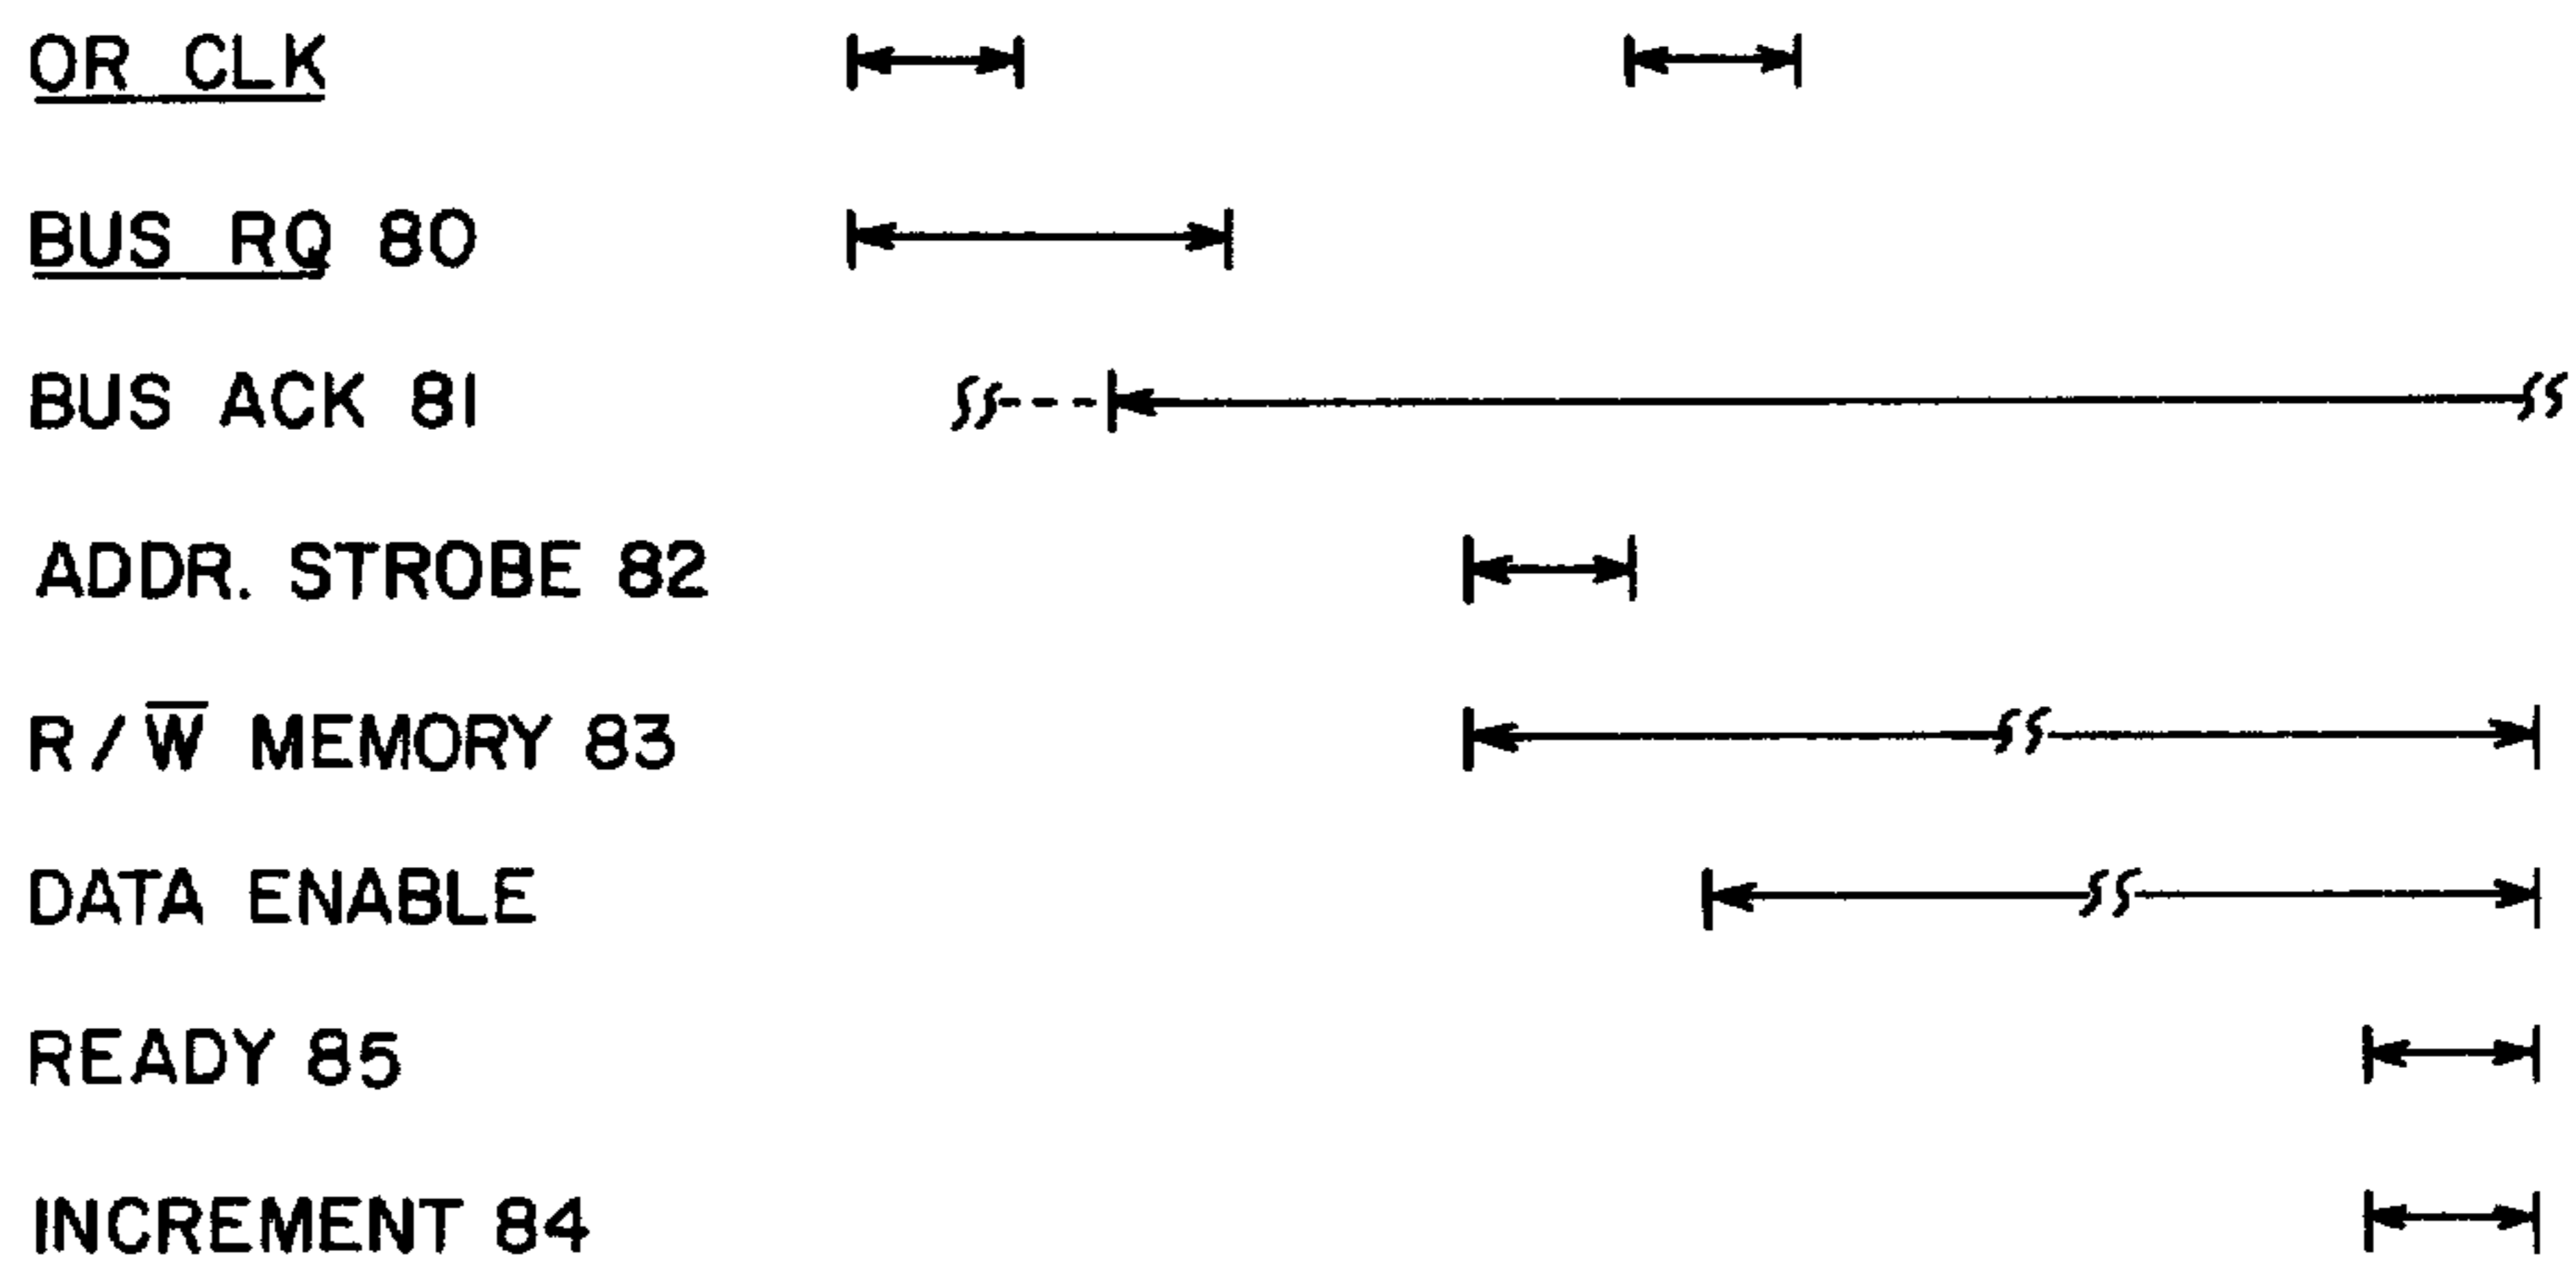 OR CLK
BUS RQ 80
BUS ACK 81
ADDR. STROBE 82
R/W̅ MEMORY 83
DATA ENABLE
READY 85
INCREMENT 84